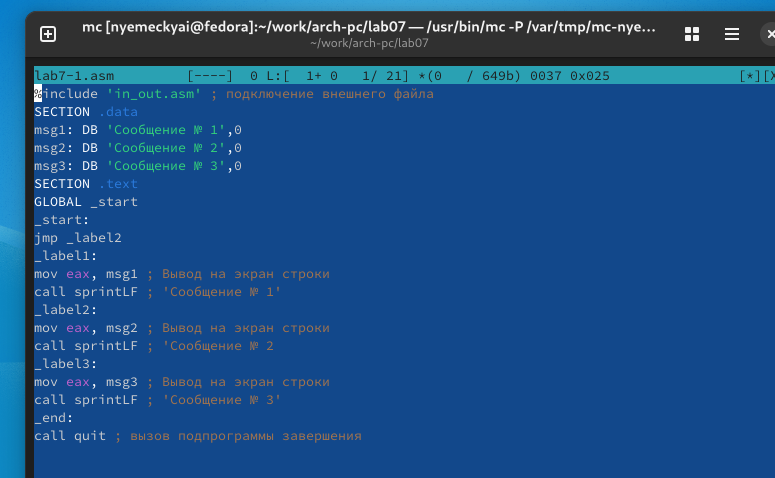 mc [nyemeckyai@fedora]:~/work/arch-pc/lab07 — /usr/bin/mc -P /var/tmp/mc-nye…
~/work/arch-pc/lab07
lab7-1.asm [----] 0 L:[ 1+ 0 1/ 21] *(0 / 649b) 0037 0x025 [*][X
%include 'in_out.asm' ; подключение внешнего файла
SECTION .data
msg1: DB 'Сообщение № 1',0
msg2: DB 'Сообщение № 2',0
msg3: DB 'Сообщение № 3',0
SECTION .text
GLOBAL _start
_start:
jmp _label2
_label1:
mov eax, msg1 ; Вывод на экран строки
call sprintLF ; 'Сообщение № 1'
_label2:
mov eax, msg2 ; Вывод на экран строки
call sprintLF ; 'Сообщение № 2
_label3:
mov eax, msg3 ; Вывод на экран строки
call sprintLF ; 'Сообщение № 3'
_end:
call quit ; вызов подпрограммы завершения